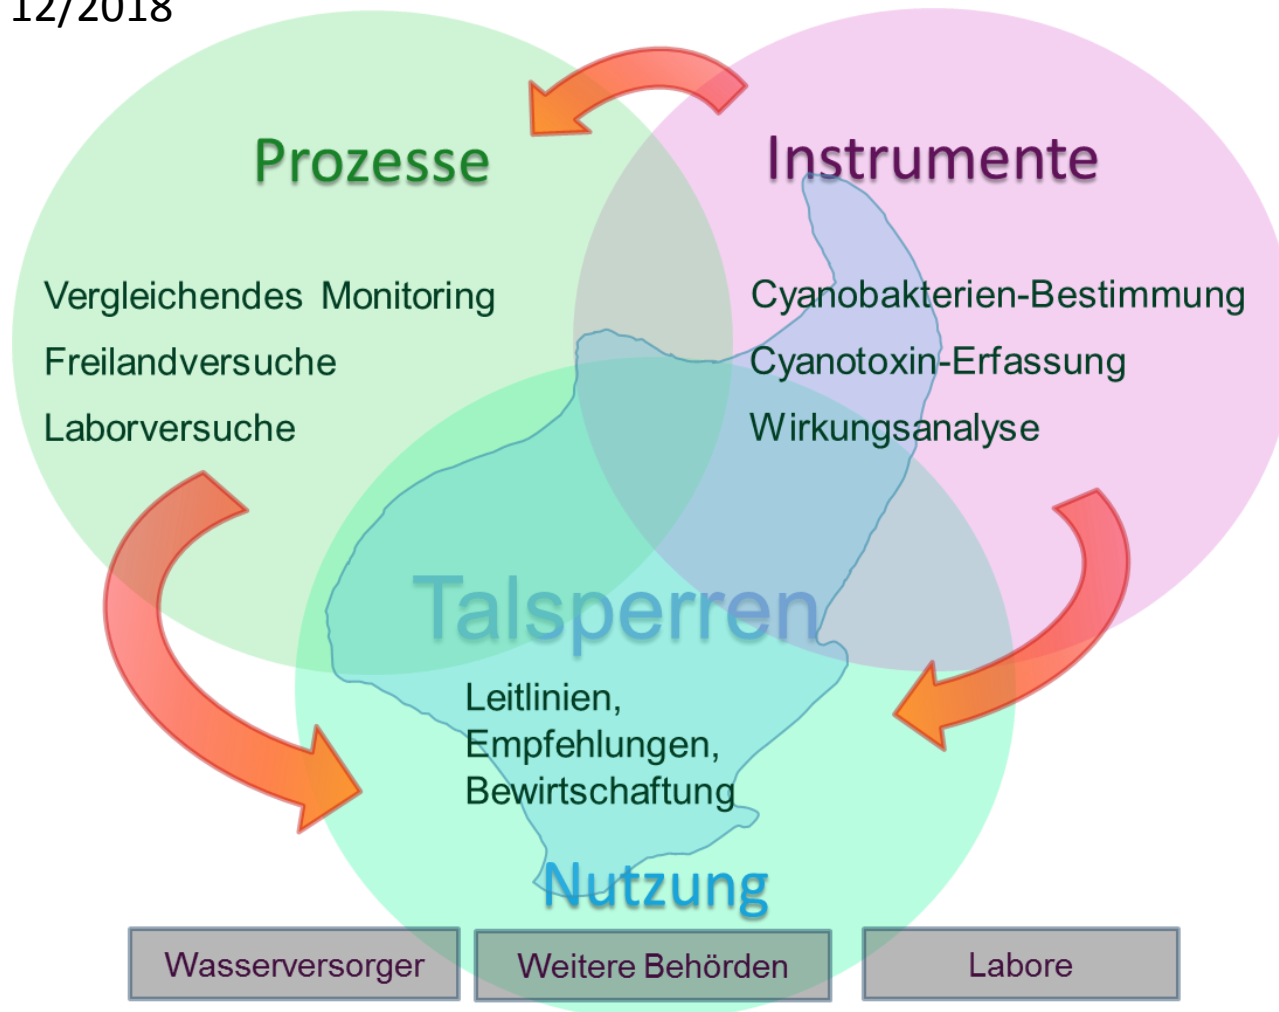 12/2018
Prozesse
Instrumente
Vergleichendes Monitoring
Freilandversuche
Laborversuche
Cyanobakterien-Bestimmung
Cyanotoxin-Erfassung
Wirkungsanalyse
Talsperren
Leitlinien,
Empfehlungen,
Bewirtschaftung
Nutzung
Wasserversorger
Weitere Behörden
Labore